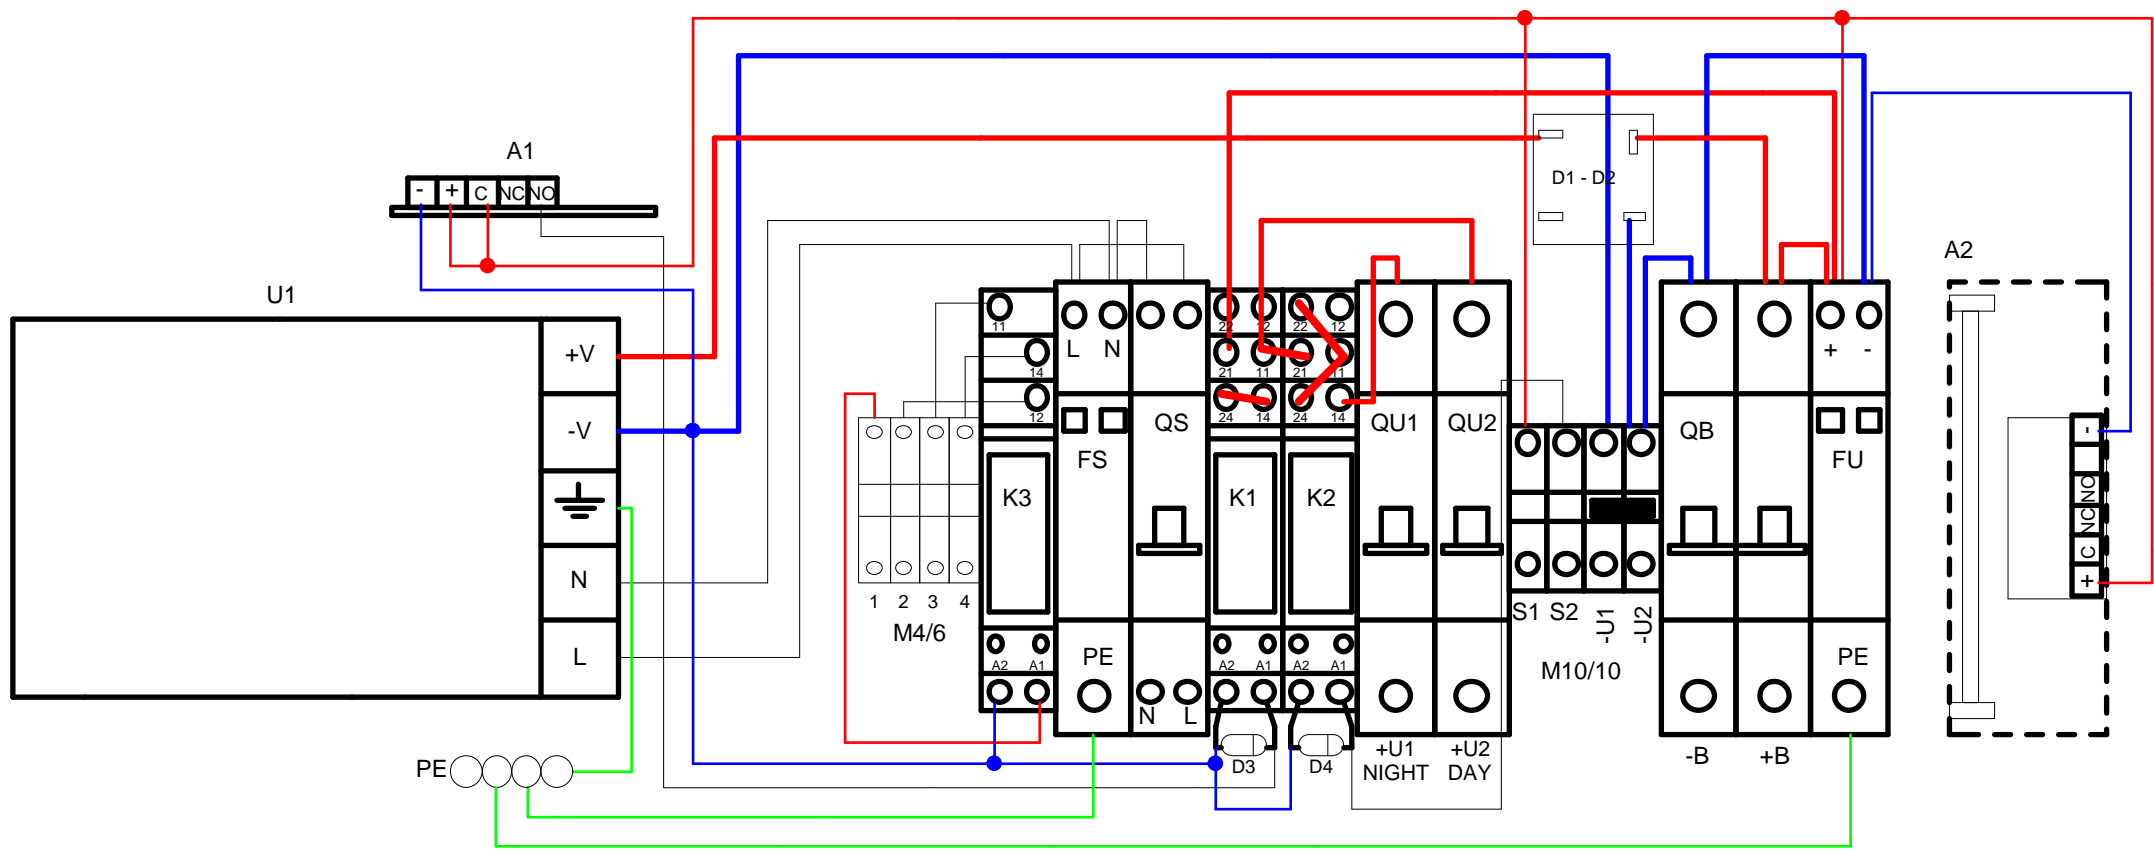 A1
- + C NC NO
U1
+V
-V
N
L
PE
1 2 3 4
M4/6
11
14
12
K3
A2 A1
L N
FS
PE
QS
N L
22 12
21 11
24 14
K1
A2 A1
D3
22 12
21 11
24 14
K2
A2 A1
D4
QU1
+U1
NIGHT
QU2
+U2
DAY
D1 - D2
S1 S2 -U1 -U2
M10/10
QB
-B
+B
+ -
FU
PE
A2
-
NO
NC
C
+